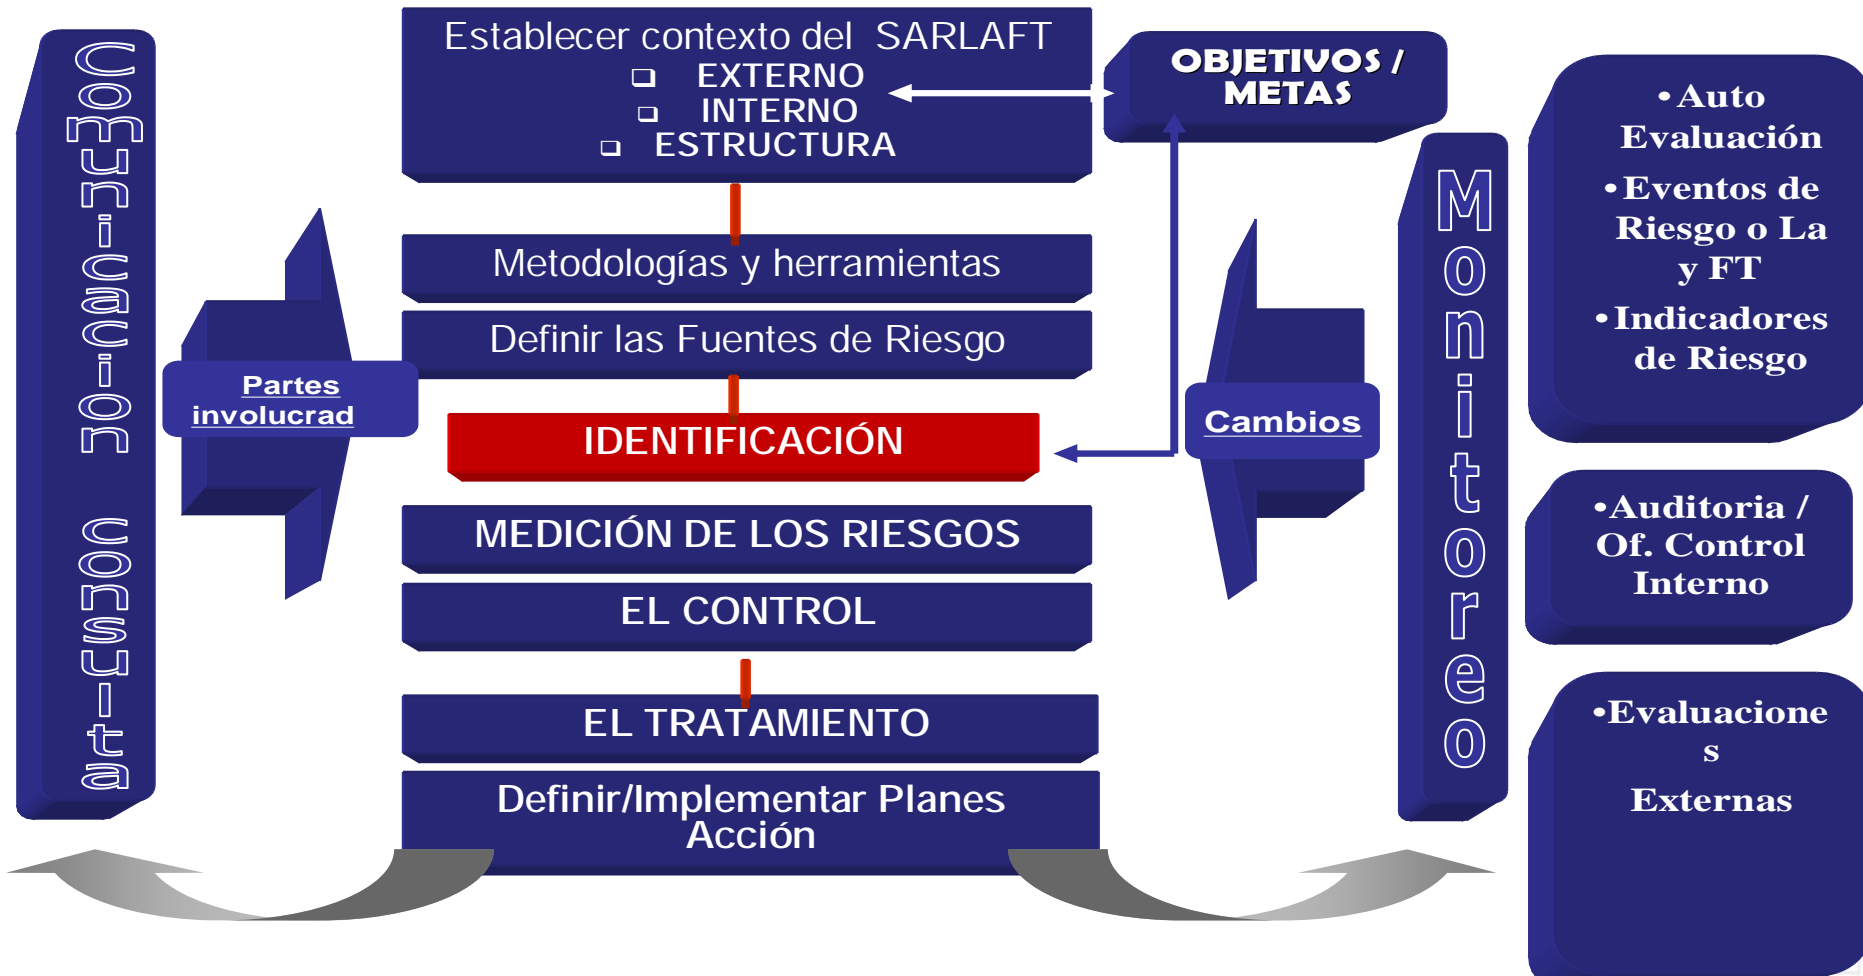 Comunicacion consulta
Establecer contexto del SARLAFT
❑ EXTERNO
❑ INTERNO
❑ ESTRUCTURA
OBJETIVOS /
METAS
Metodologías y herramientas
Definir las Fuentes de Riesgo
Partes
involucrad
IDENTIFICACIÓN
Cambios
MEDICIÓN DE LOS RIESGOS
EL CONTROL
EL TRATAMIENTO
Definir/Implementar Planes
Acción
Monitoreo
•Auto
Evaluación
•Eventos de
Riesgo o La
y FT
•Indicadores
de Riesgo
•Auditoria /
Of. Control
Interno
•Evaluacione
s
Externas